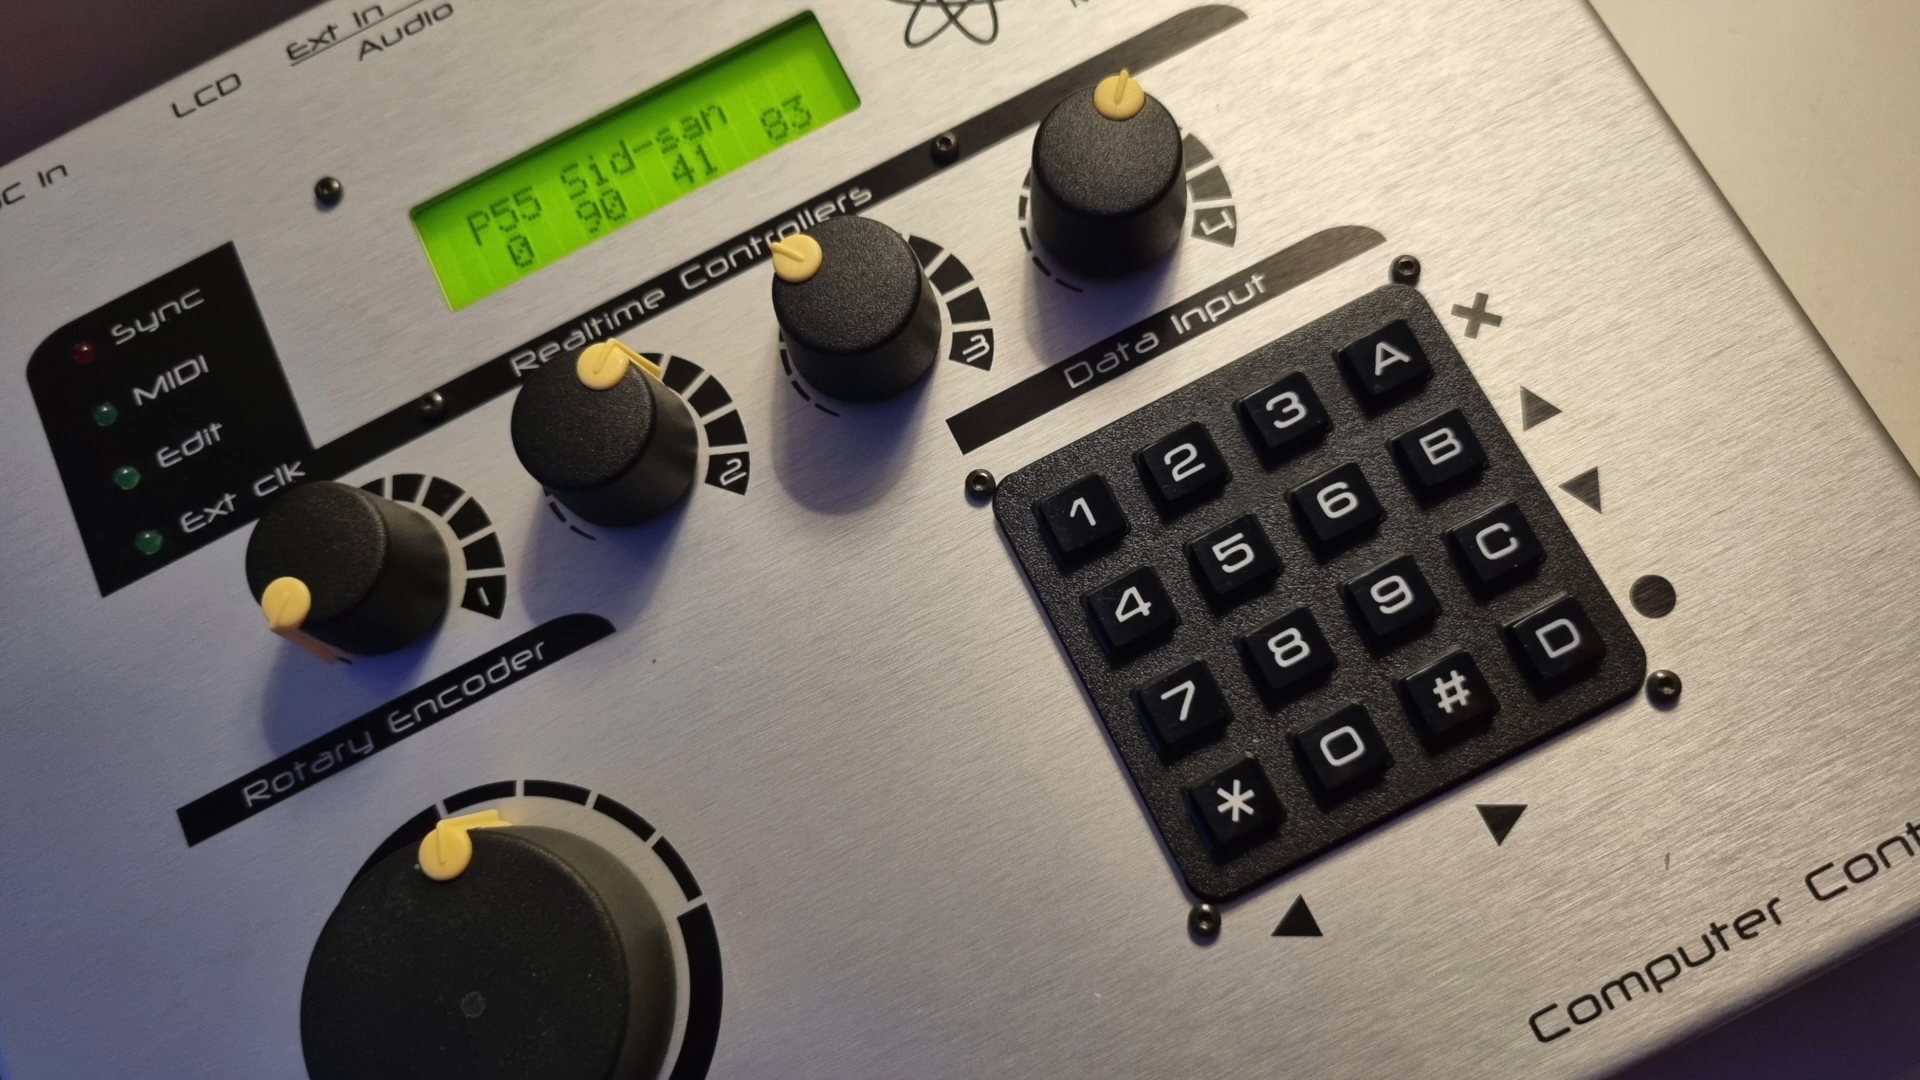 Ext In
Audio
LCD
c In
P55 Sid-san
0 90 41 83
Sync
MIDI
Edit
Ext clk
Realtime Controllers
1
2
3
4
Data Input
1 2 3 A
4 5 6 B
7 8 9 C
* 0 # D
Rotary Encoder
Computer Cont